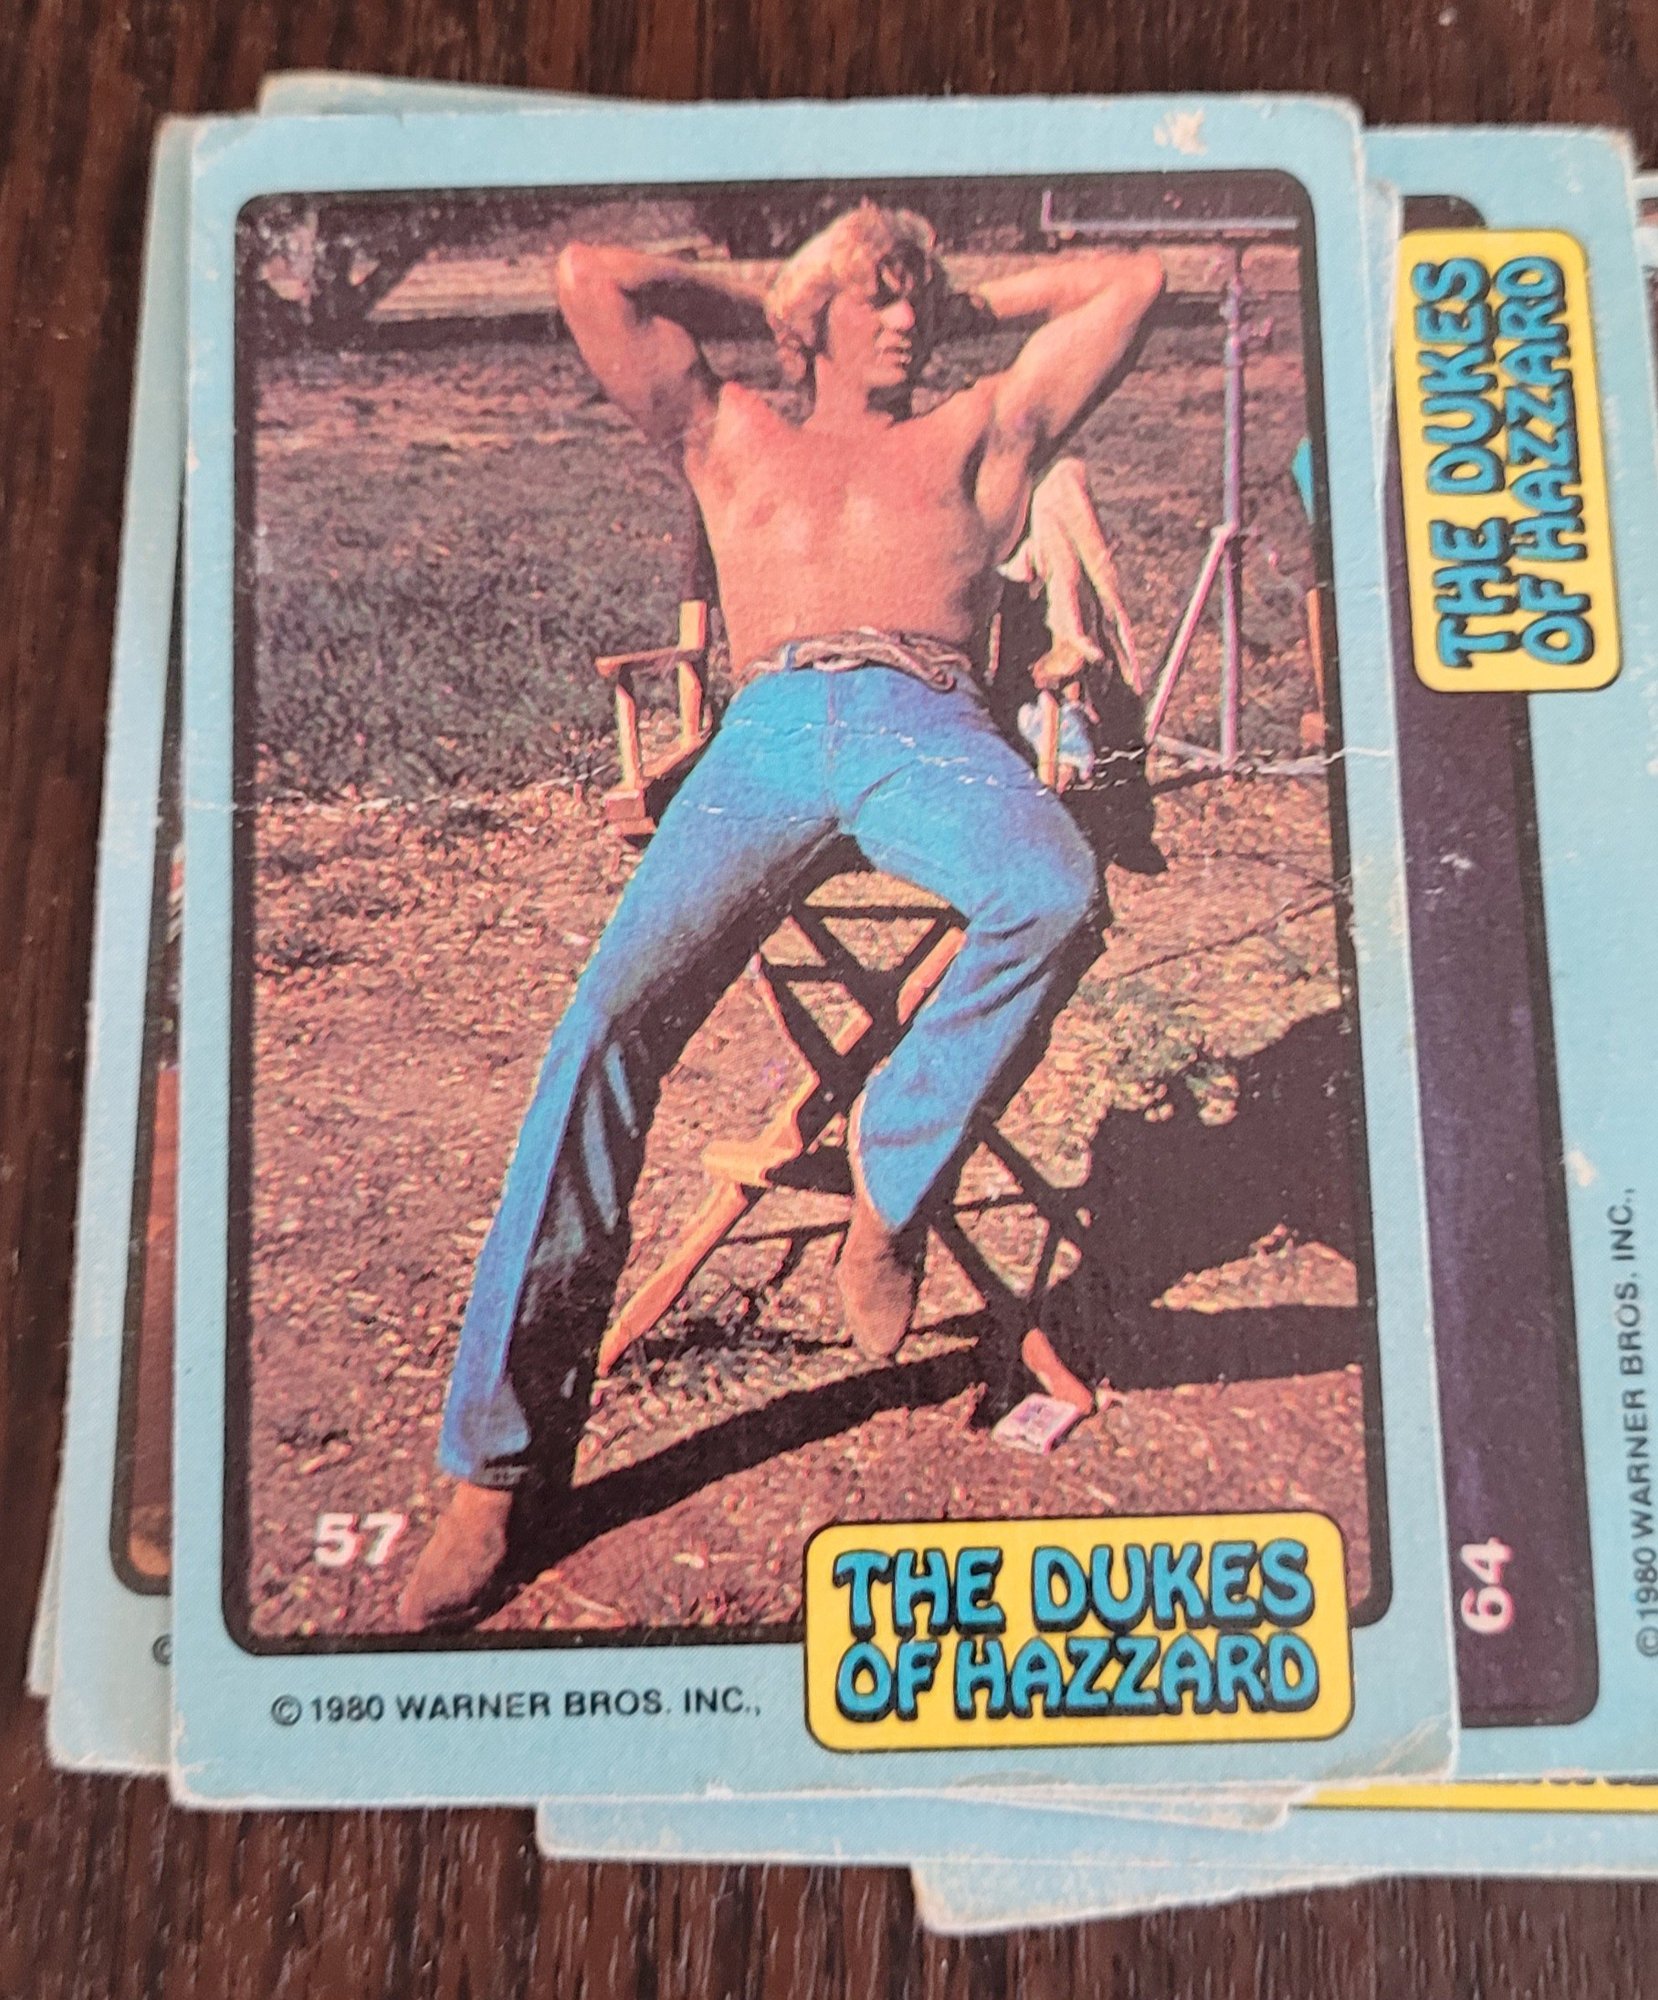 57
THE DUKES
OF HAZZARD
© 1980 WARNER BROS. INC.,
THE DUKES
OF HAZZARD
64
© 1980 WARNER BROS. INC.,
©